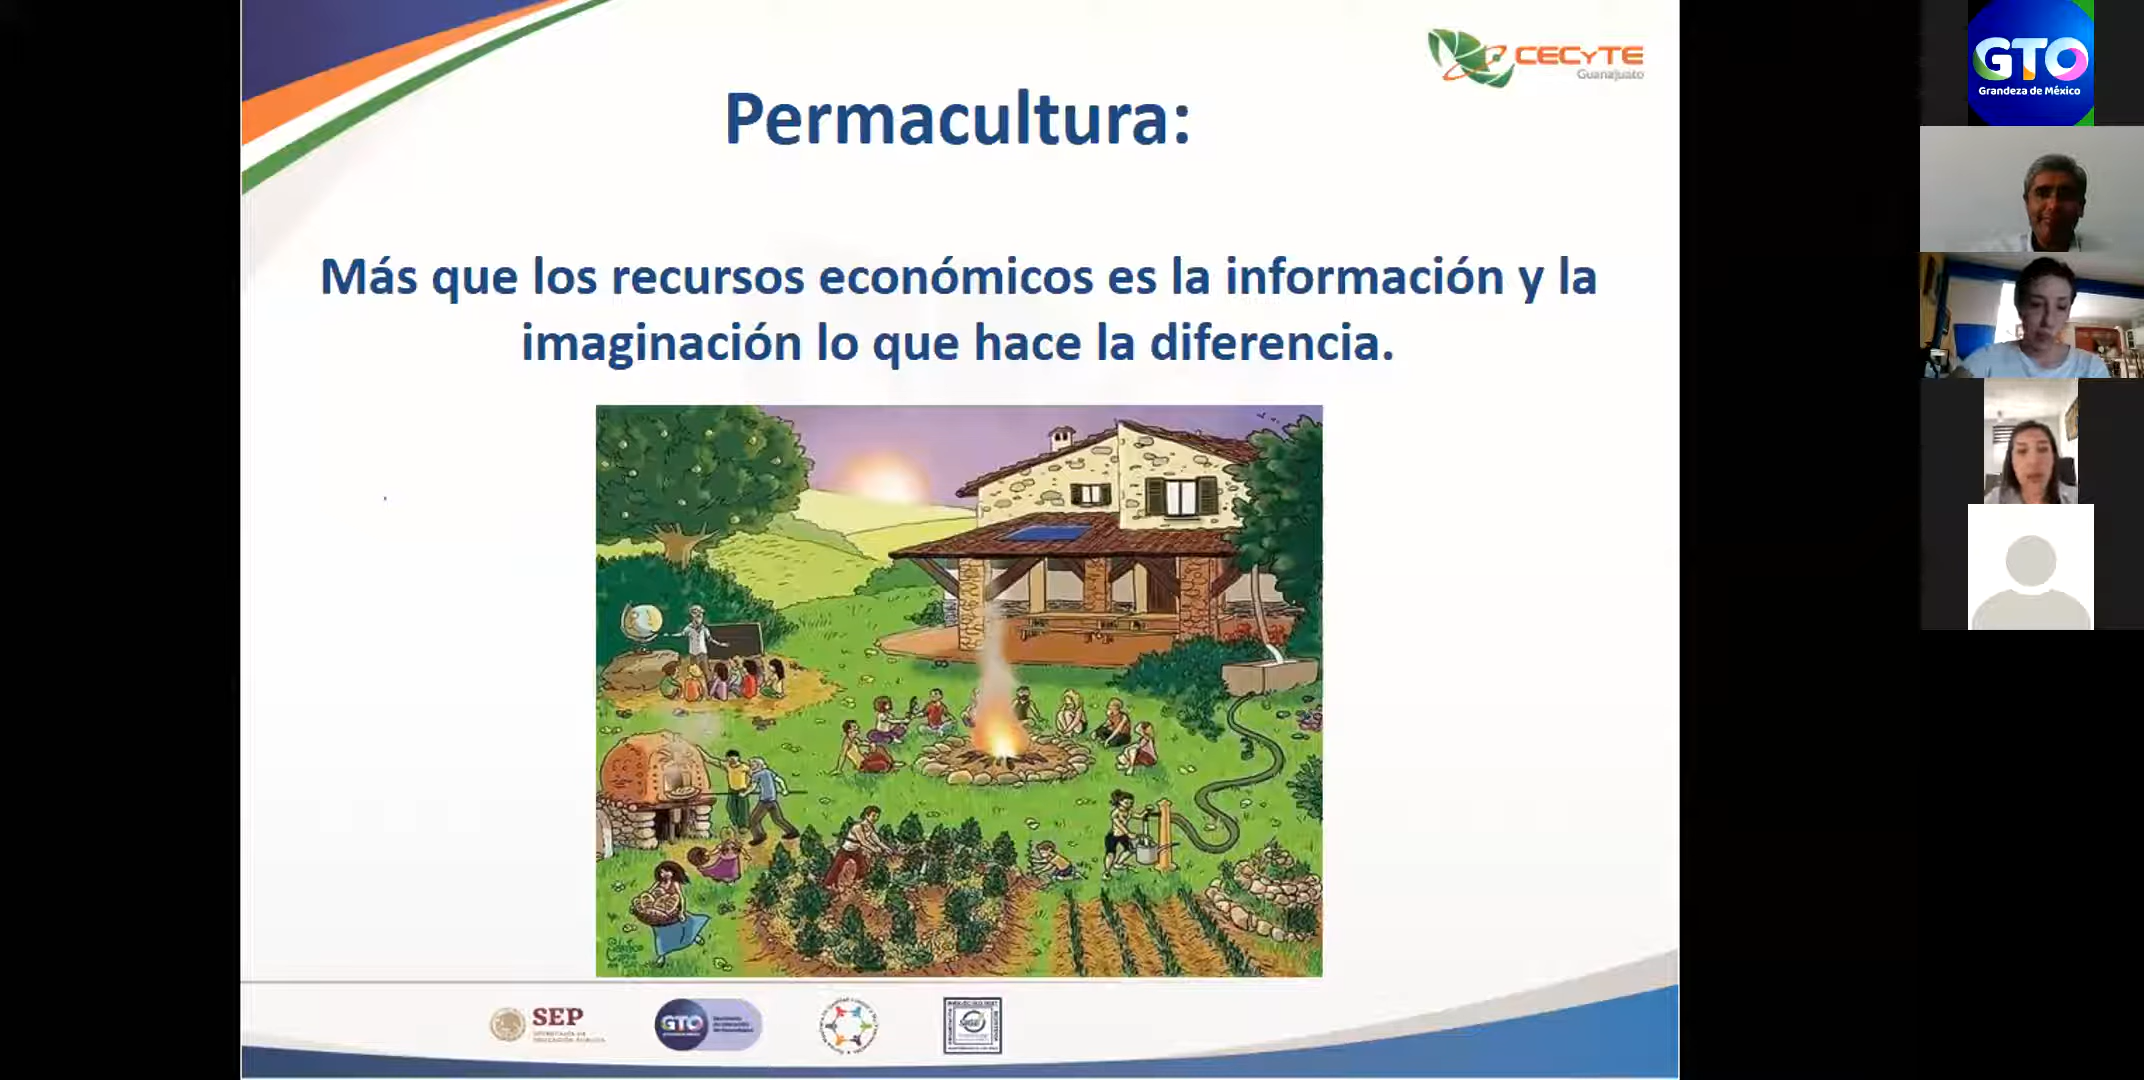 CECYTE
Guanajuato
Permacultura:
Más que los recursos económicos es la información y la
imaginación lo que hace la diferencia.
SEP
GTO
GTO
Grandeza de México